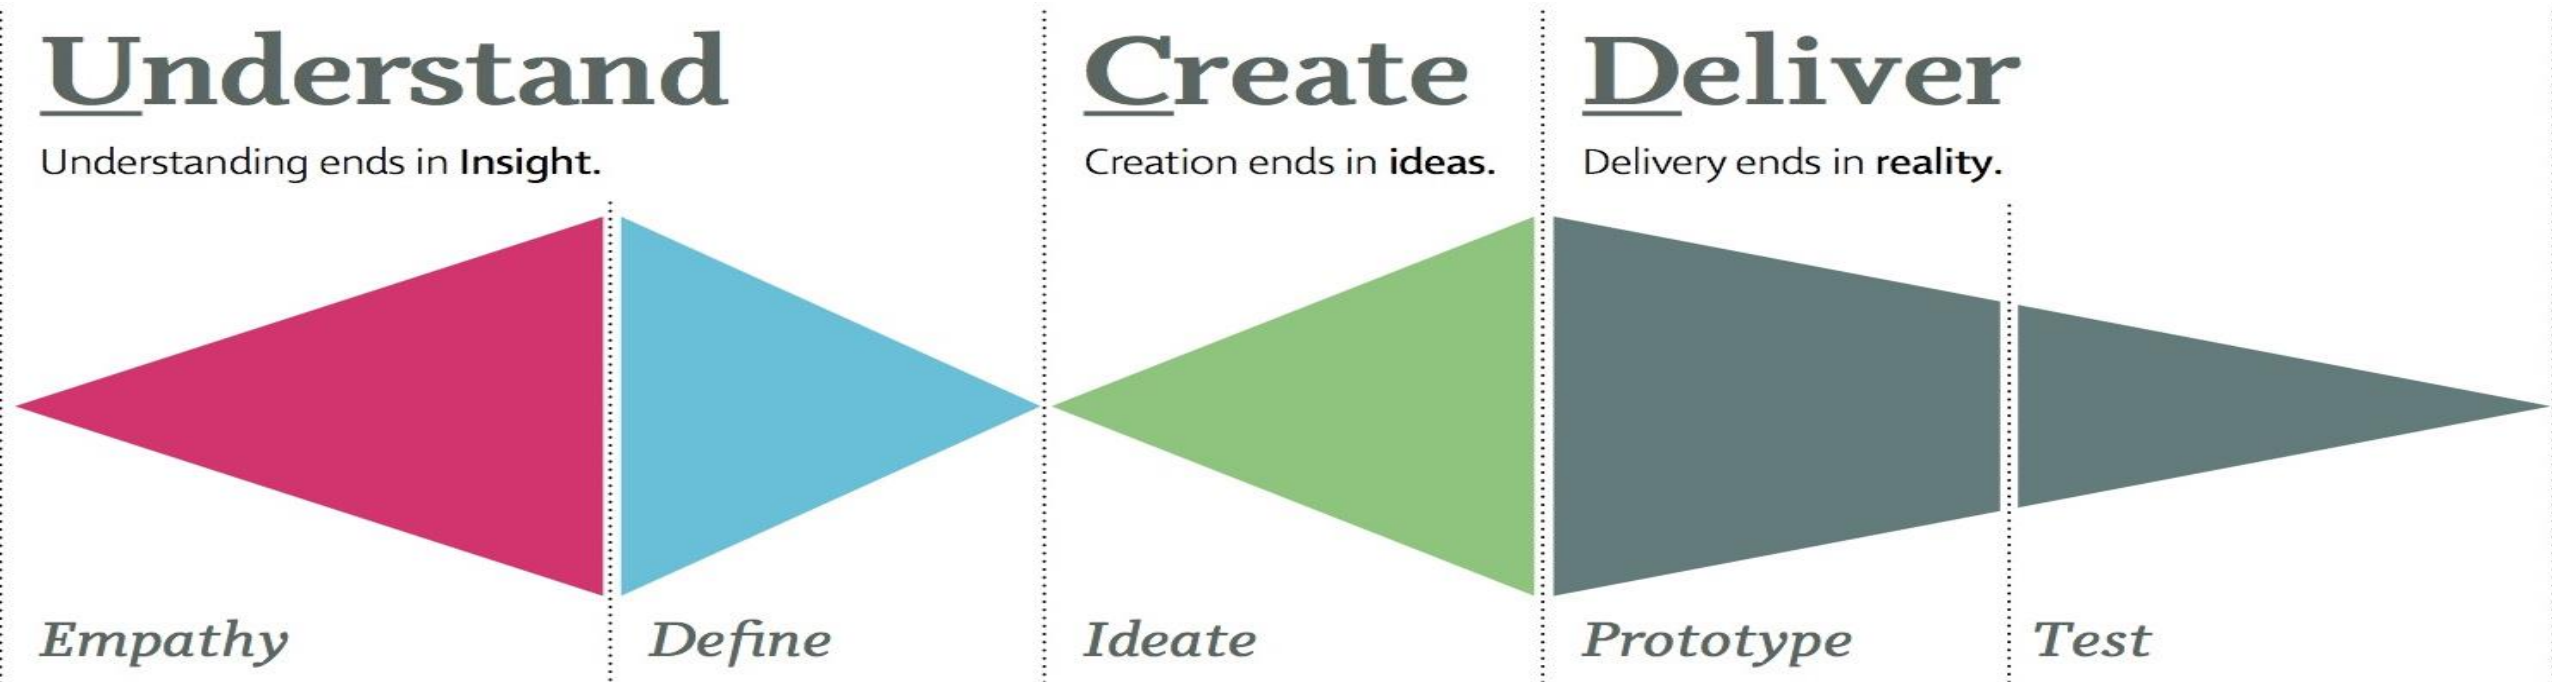 Understand
Understanding ends in Insight.
Create
Creation ends in ideas.
Deliver
Delivery ends in reality.
Empathy
Define
Ideate
Prototype
Test